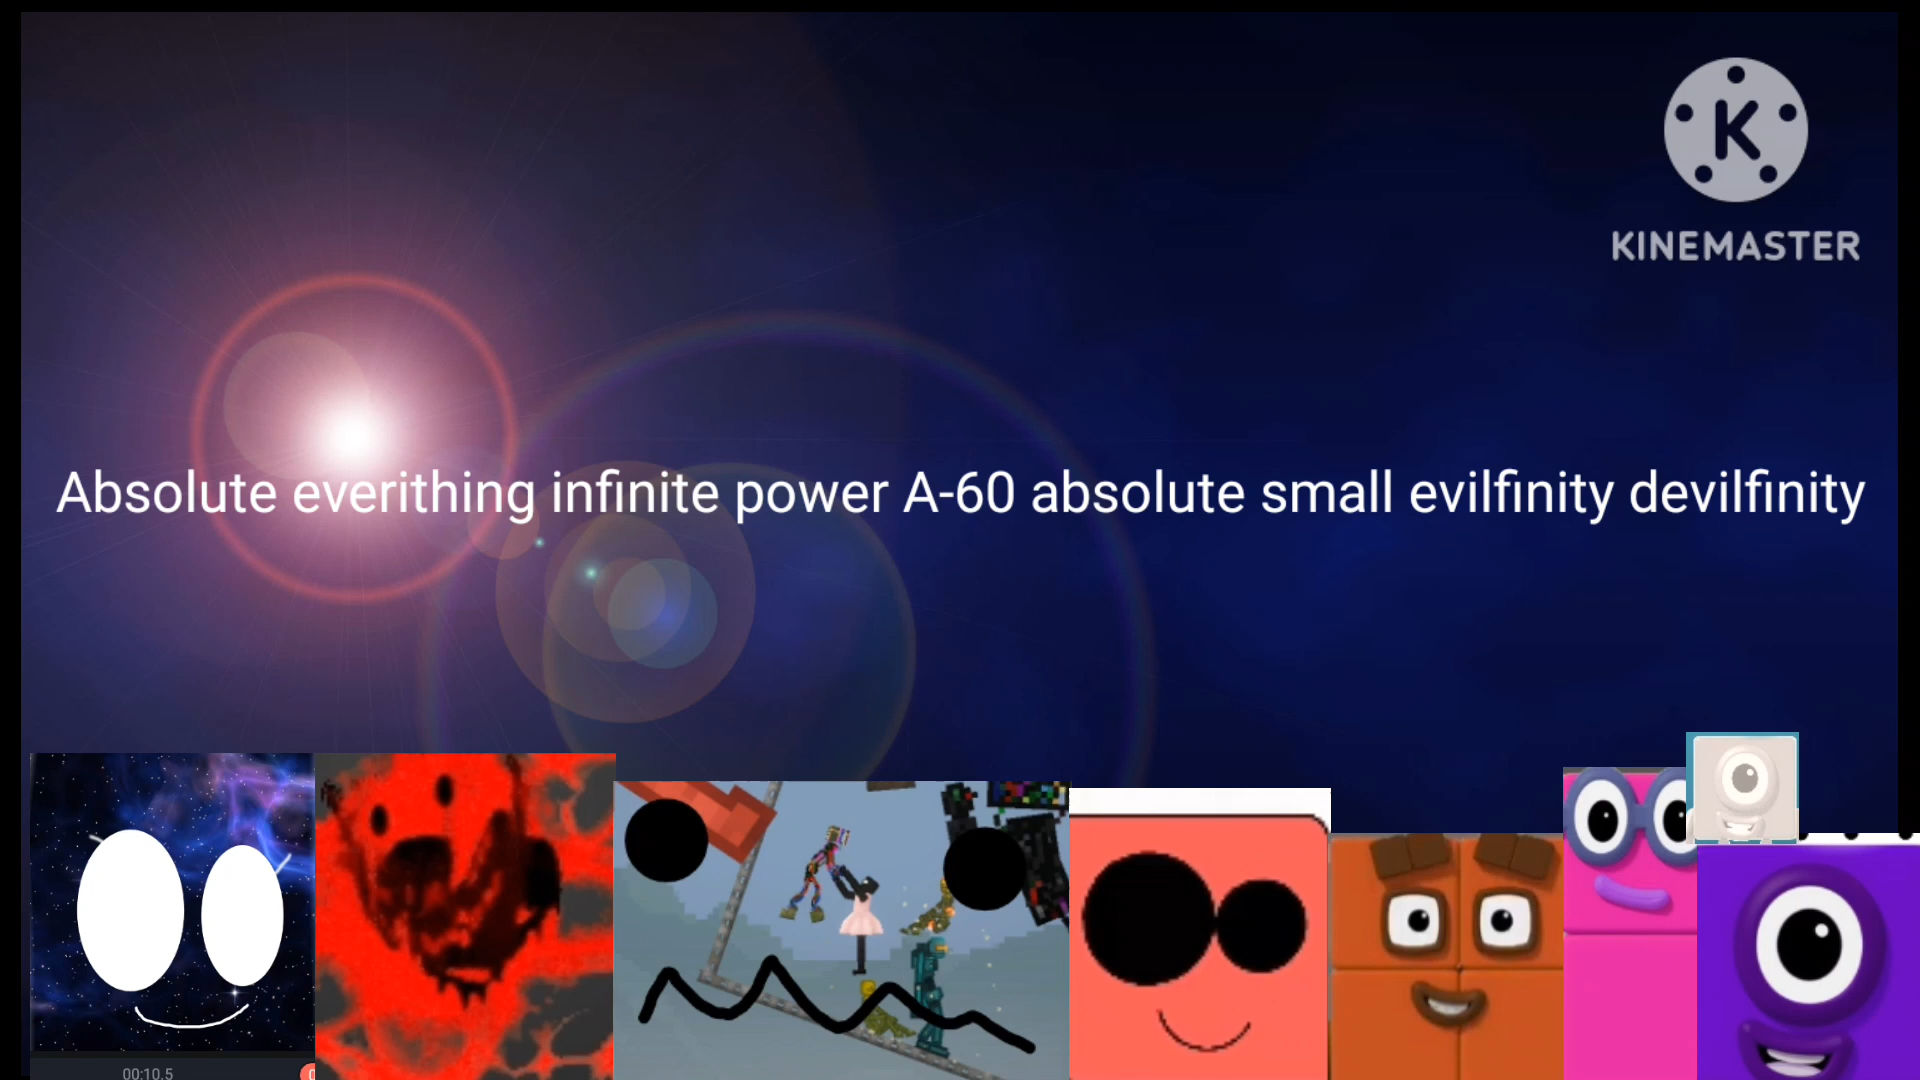 K
KINEMASTER
Absolute everithing infinite power A-60 absolute small evilfinity devilfinity
00:10.5